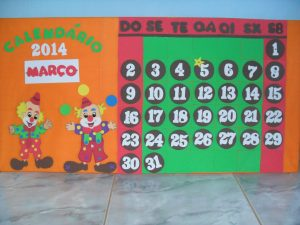 CALENDÁRIO
2014
MARÇO
DO SE TE QA QI SX SB
1
2 3 4 5 6 7 8
9 10 11 12 13 14 15
16 17 18 19 20 21 22
23 24 25 26 27 28 29
30 31